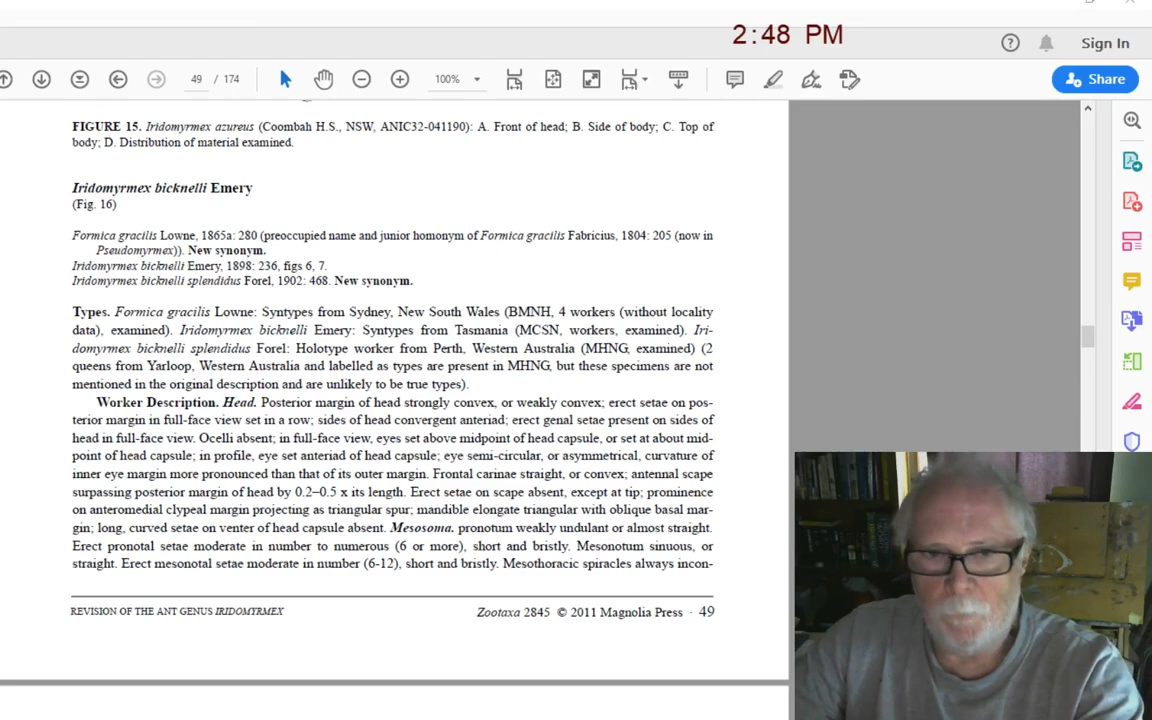 2:48 PM
Sign In
49 / 174
100%
Share
FIGURE 15. Iridomyrmex azureus (Coombah H.S., NSW, ANIC32-041190): A. Front of head; B. Side of body; C. Top of
body; D. Distribution of material examined.
Iridomyrmex bicknelli Emery
(Fig. 16)
Formica gracilis Lowne, 1865a: 280 (preoccupied name and junior homonym of Formica gracilis Fabricius, 1804: 205 (now in
Pseudomyrmex)). New synonym.
Iridomyrmex bicknelli Emery, 1898: 236, figs 6, 7.
Iridomyrmex bicknelli splendidus Forel, 1902: 468. New synonym.
Types. Formica gracilis Lowne: Syntypes from Sydney, New South Wales (BMNH, 4 workers (without locality
data), examined). Iridomyrmex bicknelli Emery: Syntypes from Tasmania (MCSN, workers, examined). Iri-
domyrmex bicknelli splendidus Forel: Holotype worker from Perth, Western Australia (MHNG, examined) (2
queens from Yarloop, Western Australia and labelled as types are present in MHNG, but these specimens are not
mentioned in the original description and are unlikely to be true types).
Worker Description. Head. Posterior margin of head strongly convex, or weakly convex; erect setae on pos-
terior margin in full-face view set in a row; sides of head convergent anteriad; erect genal setae present on sides of
head in full-face view. Ocelli absent; in full-face view, eyes set above midpoint of head capsule, or set at about mid-
point of head capsule; in profile, eye set anteriad of head capsule; eye semi-circular, or asymmetrical, curvature of
inner eye margin more pronounced than that of its outer margin. Frontal carinae straight, or convex; antennal scape
surpassing posterior margin of head by 0.2–0.5 x its length. Erect setae on scape absent, except at tip; prominence
on anteromedial clypeal margin projecting as triangular spur; mandible elongate triangular with oblique basal mar-
gin; long, curved setae on venter of head capsule absent. Mesosoma. pronotum weakly undulant or almost straight.
Erect pronotal setae moderate in number to numerous (6 or more), short and bristly. Mesonotum sinuous, or
straight. Erect mesonotal setae moderate in number (6-12), short and bristly. Mesothoracic spiracles always incon-
REVISION OF THE ANT GENUS IRIDOMYRMEX
Zootaxa 2845 © 2011 Magnolia Press · 49